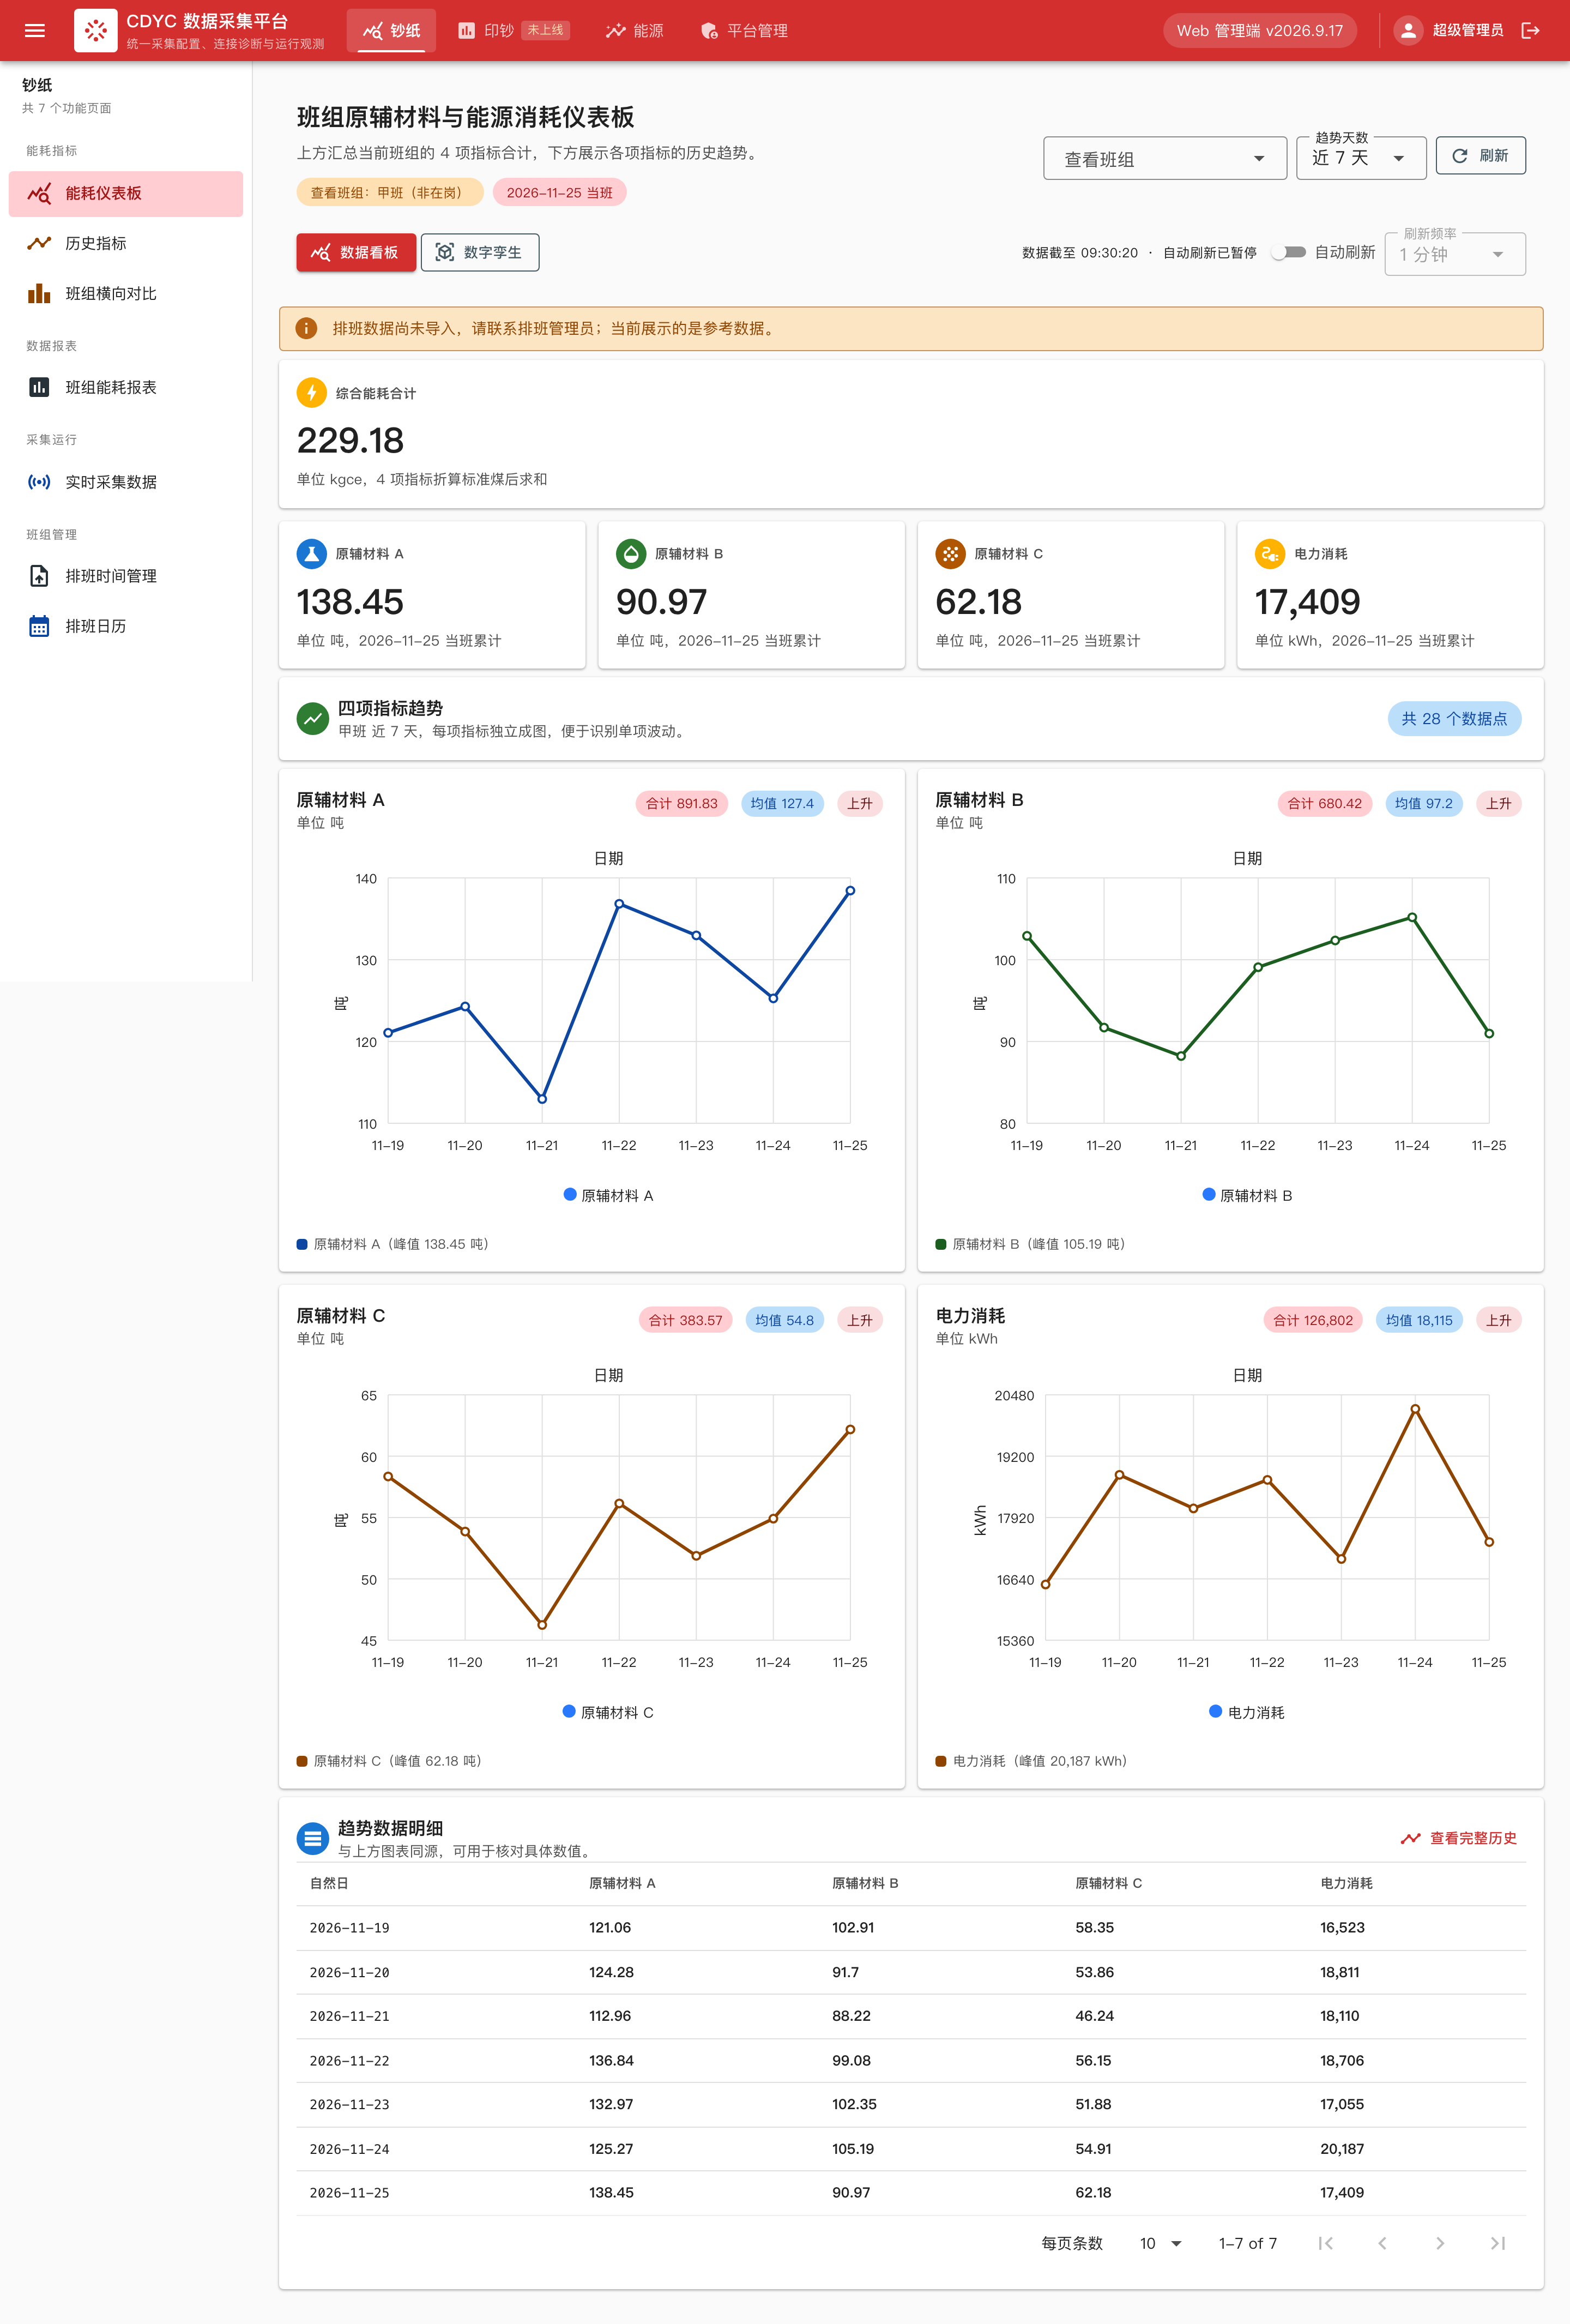 CDYC 数据采集平台
统一采集配置、连接诊断与运行观测
钞纸
印钞 未上线
能源
平台管理
Web 管理端 v2026.9.17
超级管理员
钞纸
共 7 个功能页面
能耗指标
能耗仪表板
历史指标
班组横向对比
数据报表
班组能耗报表
采集运行
实时采集数据
班组管理
排班时间管理
排班日历
班组原辅材料与能源消耗仪表板
上方汇总当前班组的 4 项指标合计，下方展示各项指标的历史趋势。
查看班组：甲班（非在岗）
2026-11-25 当班
查看班组
趋势天数
近 7 天
刷新
数据看板
数字孪生
数据截至 09:30:20 · 自动刷新已暂停
自动刷新
刷新频率
1 分钟
排班数据尚未导入，请联系排班管理员；当前展示的是参考数据。
综合能耗合计
229.18
单位 kgce，4 项指标折算标准煤后求和
原辅材料 A
138.45
单位 吨，2026-11-25 当班累计
原辅材料 B
90.97
单位 吨，2026-11-25 当班累计
原辅材料 C
62.18
单位 吨，2026-11-25 当班累计
电力消耗
17,409
单位 kWh，2026-11-25 当班累计
四项指标趋势
甲班 近 7 天，每项指标独立成图，便于识别单项波动。
共 28 个数据点
原辅材料 A
单位 吨
合计 891.83
均值 127.4
上升
日期
140
130
120
110
吨
11-19 11-20 11-21 11-22 11-23 11-24 11-25
原辅材料 A
原辅材料 A（峰值 138.45 吨）
原辅材料 B
单位 吨
合计 680.42
均值 97.2
上升
日期
110
100
90
80
吨
11-19 11-20 11-21 11-22 11-23 11-24 11-25
原辅材料 B
原辅材料 B（峰值 105.19 吨）
原辅材料 C
单位 吨
合计 383.57
均值 54.8
上升
日期
65
60
55
50
45
吨
11-19 11-20 11-21 11-22 11-23 11-24 11-25
原辅材料 C
原辅材料 C（峰值 62.18 吨）
电力消耗
单位 kWh
合计 126,802
均值 18,115
上升
日期
20480
19200
17920
16640
15360
kWh
11-19 11-20 11-21 11-22 11-23 11-24 11-25
电力消耗
电力消耗（峰值 20,187 kWh）
趋势数据明细
与上方图表同源，可用于核对具体数值。
查看完整历史
自然日 原辅材料 A 原辅材料 B 原辅材料 C 电力消耗
2026-11-19 121.06 102.91 58.35 16,523
2026-11-20 124.28 91.7 53.86 18,811
2026-11-21 112.96 88.22 46.24 18,110
2026-11-22 136.84 99.08 56.15 18,706
2026-11-23 132.97 102.35 51.88 17,055
2026-11-24 125.27 105.19 54.91 20,187
2026-11-25 138.45 90.97 62.18 17,409
每页条数 10 1-7 of 7